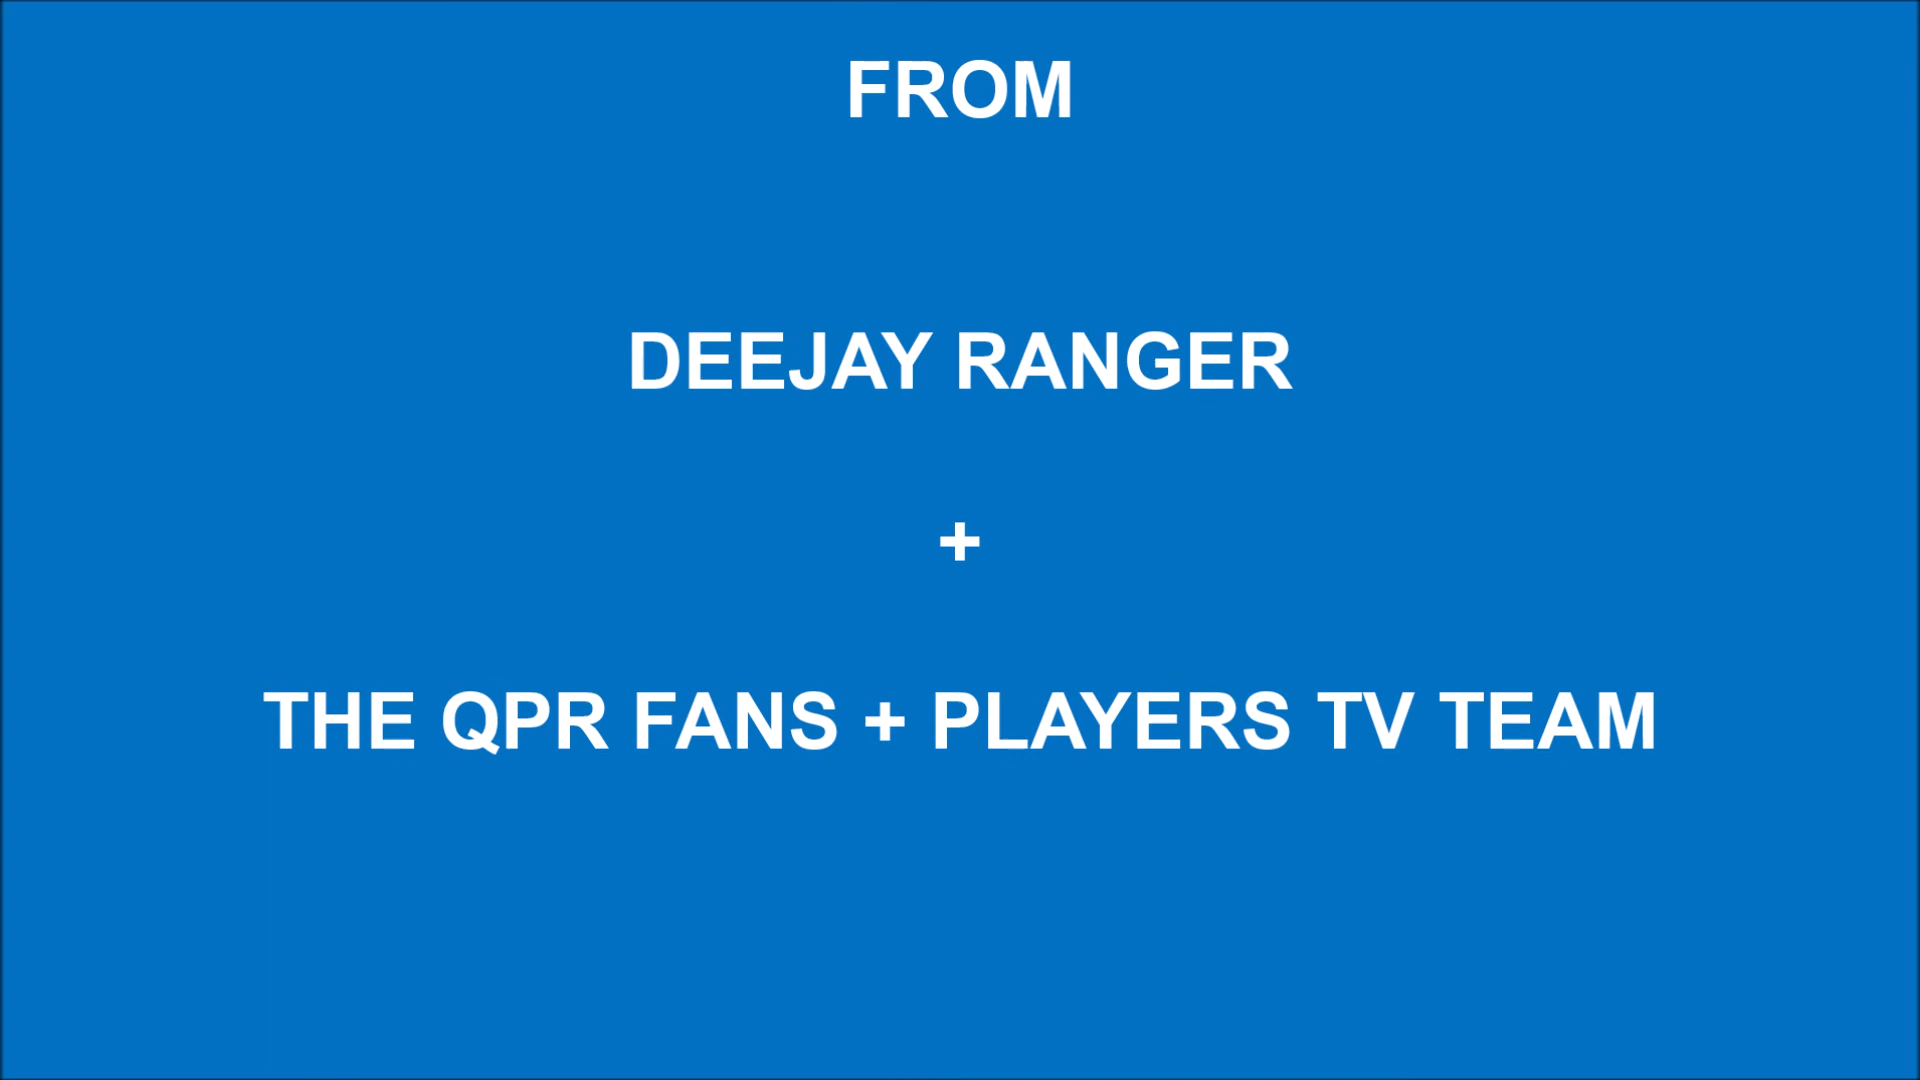 FROM
DEEJAY RANGER
+
THE QPR FANS + PLAYERS TV TEAM